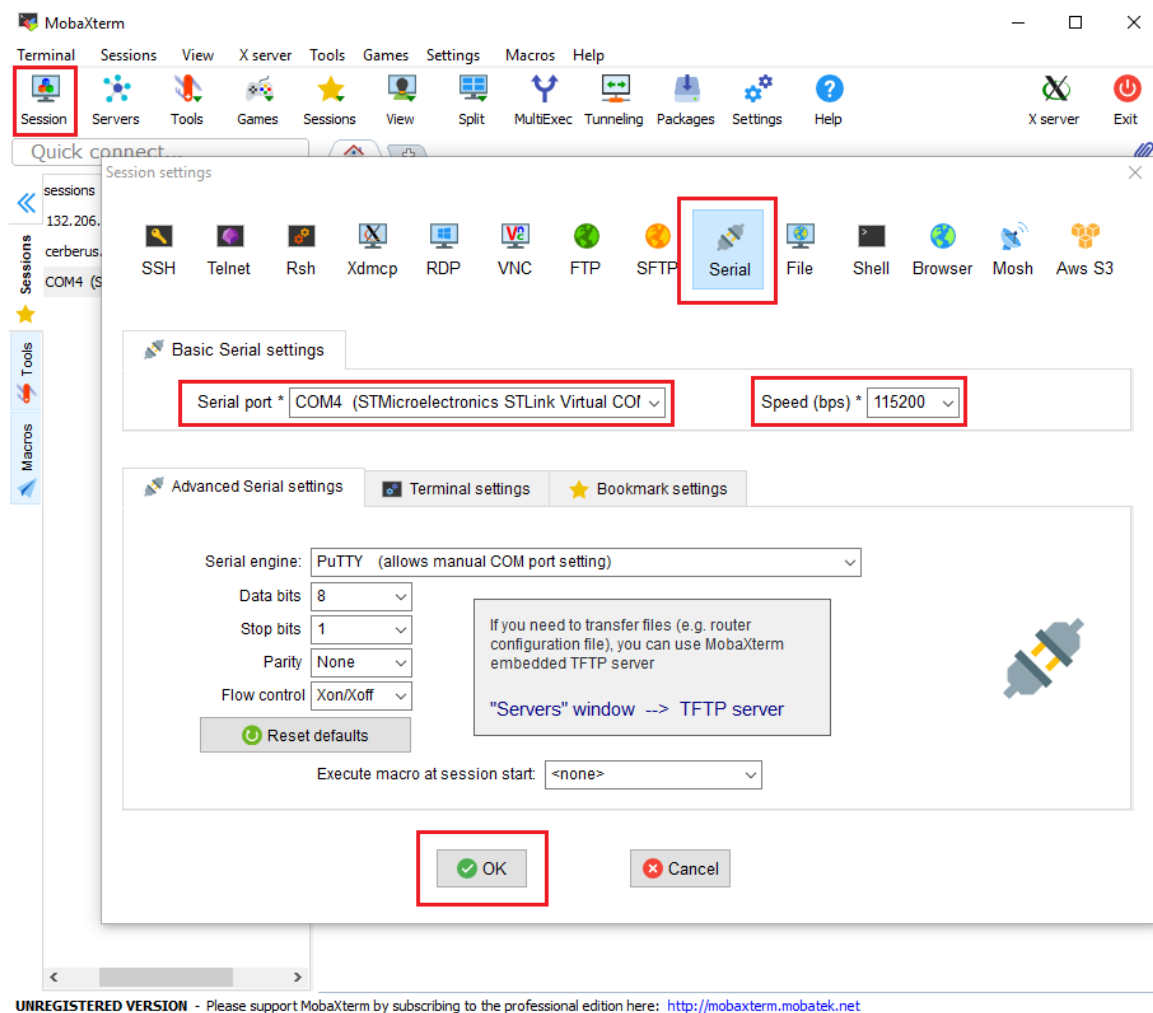 MobaXterm
Terminal Sessions View X server Tools Games Settings Macros Help
Session Servers Tools Games Sessions View Split MultiExec Tunneling Packages Settings Help X server Exit
Quick connect...
Session settings
sessions
132.206.
cerberus.
COM4 (S
Sessions
Tools
Macros
SSH Telnet Rsh Xdmcp RDP VNC FTP SFTP Serial File Shell Browser Mosh Aws S3
Basic Serial settings
Serial port * COM4 (STMicroelectronics STLink Virtual COM Speed (bps) * 115200
Advanced Serial settings Terminal settings Bookmark settings
Serial engine: PuTTY (allows manual COM port setting)
Data bits 8
Stop bits 1
Parity None
Flow control Xon/Xoff
Reset defaults
If you need to transfer files (e.g. router
configuration file), you can use MobaXterm
embedded TFTP server
"Servers" window --> TFTP server
Execute macro at session start: <none>
OK Cancel
UNREGISTERED VERSION - Please support MobaXterm by subscribing to the professional edition here: http://mobaxterm.mobatek.net